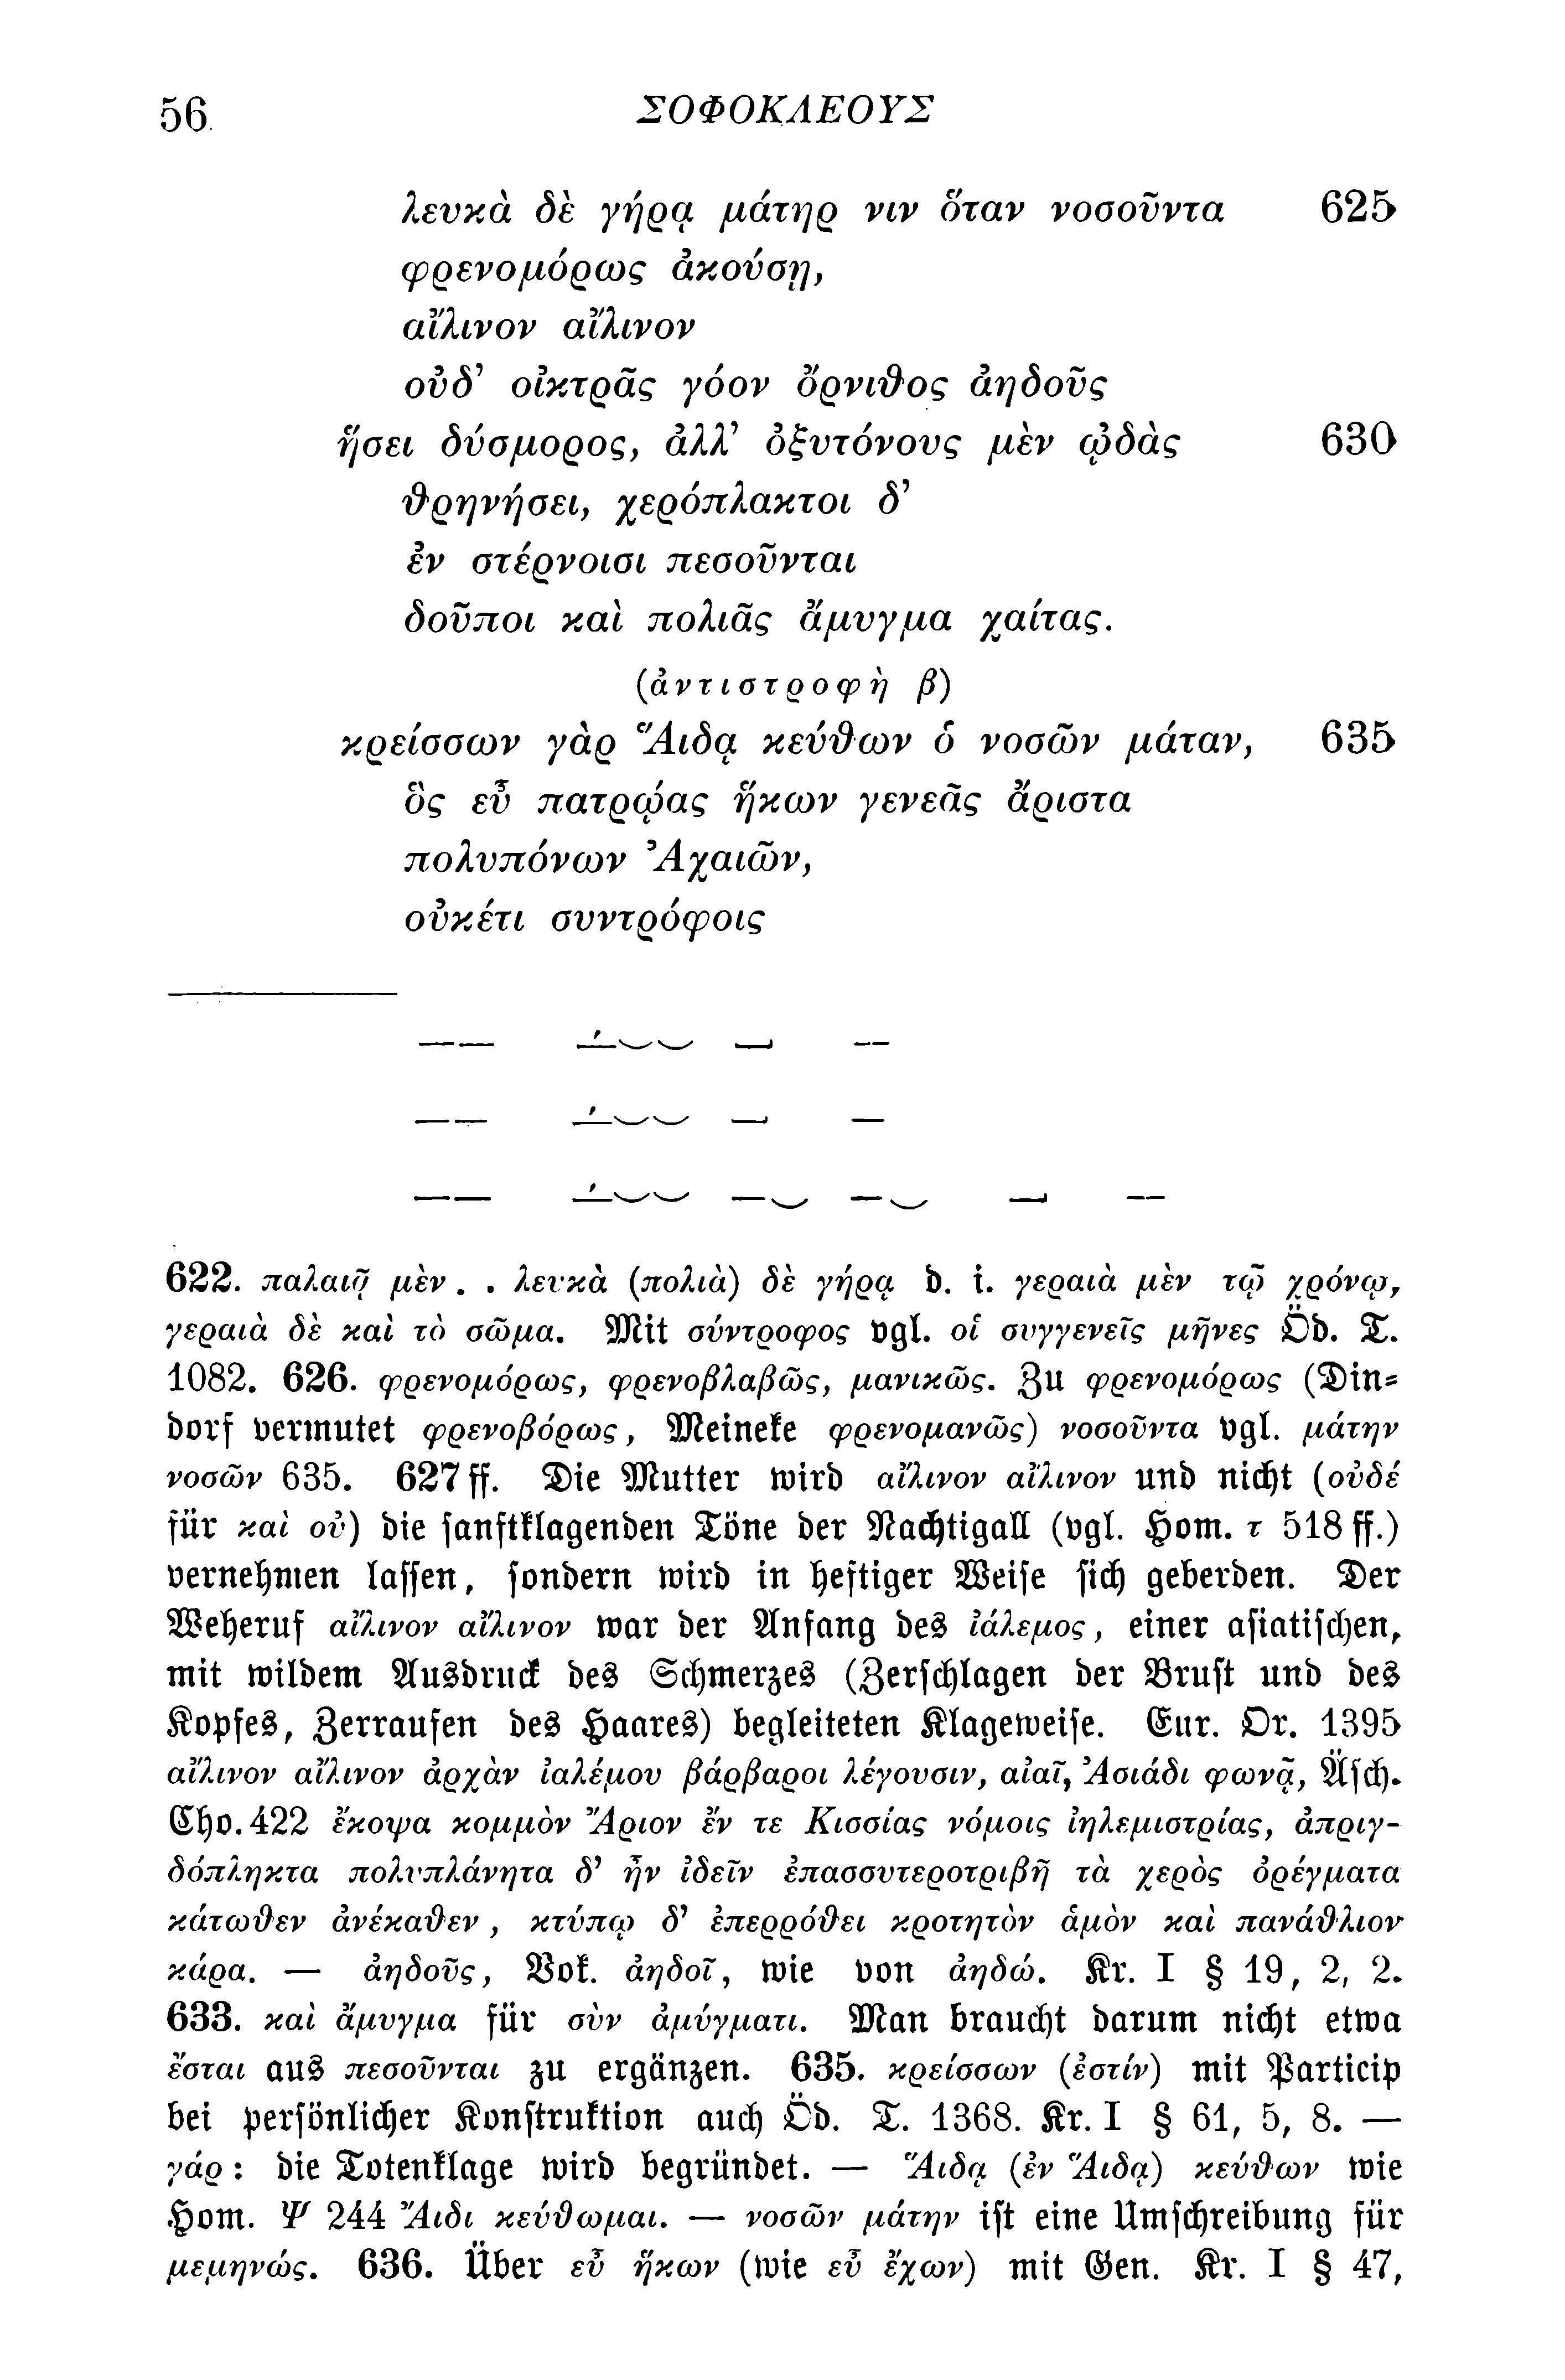 56 ΣΟΦΟΚΛΕΟΥΣ
λευκὰ δὲ γήρᾳ μάτηρ νιν ὅταν νοσοῦντα 625
φρενομόρως ἀκούσῃ,
αἴλινον αἴλινον
οὐδ’ οἰκτρᾶς γόον ὄρνιθος ἀηδοῦς
ἥσει δύσμορος, ἀλλ’ ὀξυτόνους μὲν ᾠδὰς 630
θρηνήσει, χερόπλακτοι δ’
ἐν στέρνοισι πεσοῦνται
δοῦποι καὶ πολιᾶς ἄμυγμα χαίτας.
(ἀντιστροφὴ β)
κρείσσων γὰρ Ἅιδᾳ κεύθων ὁ νοσῶν μάταν, 635
ὃς εὖ πατρῴας ἥκων γενεᾶς ἄριστα
πολυπόνων Ἀχαιῶν,
οὐκέτι συντρόφοις
622. παλαιᾷ μὲν . . λευκὰ (πολιὰ) δὲ γήρᾳ d. i. γεραιὰ μὲν τῷ χρόνῳ,
γεραιὰ δὲ καὶ τὸ σῶμα. Mit σύντροφος vgl. οἱ συγγενεῖς μῆνες Öd. T.
1082. 626. φρενομόρως, φρενοβλαβῶς, μανικῶς. Zu φρενομόρως (Din-
dorf vermutet φρενοβόρως, Meineke φρενομανῶς) νοσοῦντα vgl. μάτην
νοσῶν 635. 627 ff. Die Mutter wird αἴλινον αἴλινον und nicht (οὐδέ
für καὶ οὐ) die sanftklagenden Töne der Nachtigall (vgl. Hom. τ 518 ff.)
vernehmen lassen, sondern wird in heftiger Weise sich geberden. Der
Weheruf αἴλινον αἴλινον war der Anfang des ἰάλεμος, einer asiatischen,
mit wildem Ausdruck des Schmerzes (Zerschlagen der Brust und des
Kopfes, Zerraufen des Haares) begleiteten Klageweise. Eur. Or. 1395
αἴλινον αἴλινον ἀρχὰν ἰαλέμου βάρβαροι λέγουσιν, αἰαῖ, Ἀσιάδι φωνᾷ, Äsch.
Cho. 422 ἔκοψα κομμὸν Ἄριον ἔν τε Κισσίας νόμοις ἰηλεμιστρίας, ἀπριγ-
δόπληκτα πολυπλάνητα δ’ ἦν ἰδεῖν ἐπασσυτεροτριβῆ τὰ χερὸς ὀρέγματα
κάτωθεν ἀνέκαθεν, κτύπῳ δ’ ἐπερρόθει κροτητὸν ἁμὸν καὶ πανάθλιον
κάρα. — ἀηδοῦς, Vok. ἀηδοῖ, wie von ἀηδώ. Kr. I § 19, 2, 2.
633. καὶ ἄμυγμα für σὺν ἀμύγματι. Man braucht darum nicht etwa
ἔσται aus πεσοῦνται zu ergänzen. 635. κρείσσων (ἐστίν) mit Particip
bei persönlicher Konstruktion auch Öd. T. 1368. Kr. I § 61, 5, 8. —
γάρ: die Totenklage wird begründet. — Ἅιδᾳ (ἐν Ἅιδᾳ) κεύθων wie
Hom. Ψ 244 Ἄιδι κεύθωμαι. — νοσῶν μάτην ist eine Umschreibung für
μεμηνώς. 636. Über εὖ ἥκων (wie εὖ ἔχων) mit Gen. Kr. I § 47,